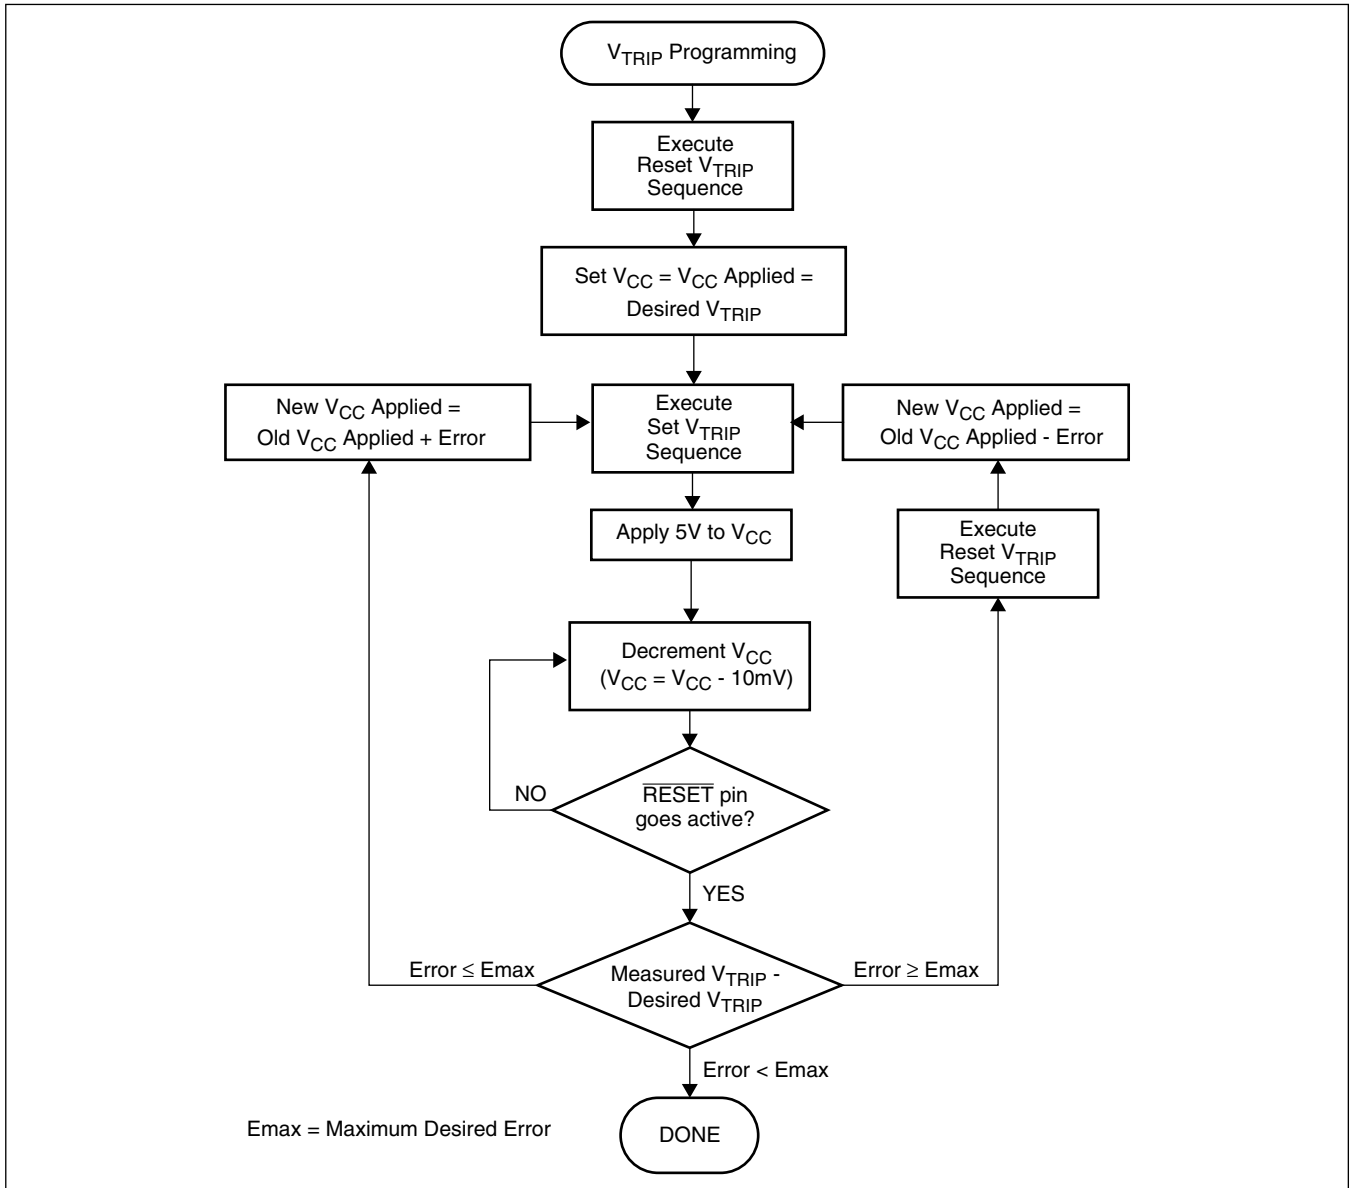 VTRIP Programming
Execute
Reset VTRIP
Sequence
Set VCC = VCC Applied =
Desired VTRIP
New VCC Applied =
Old VCC Applied + Error
Execute
Set VTRIP
Sequence
New VCC Applied =
Old VCC Applied - Error
Apply 5V to VCC
Execute
Reset VTRIP
Sequence
Decrement VCC
(VCC = VCC - 10mV)
NO
RESET pin
goes active?
YES
Error ≤ Emax
Measured VTRIP -
Desired VTRIP
Error ≥ Emax
Error < Emax
Emax = Maximum Desired Error
DONE